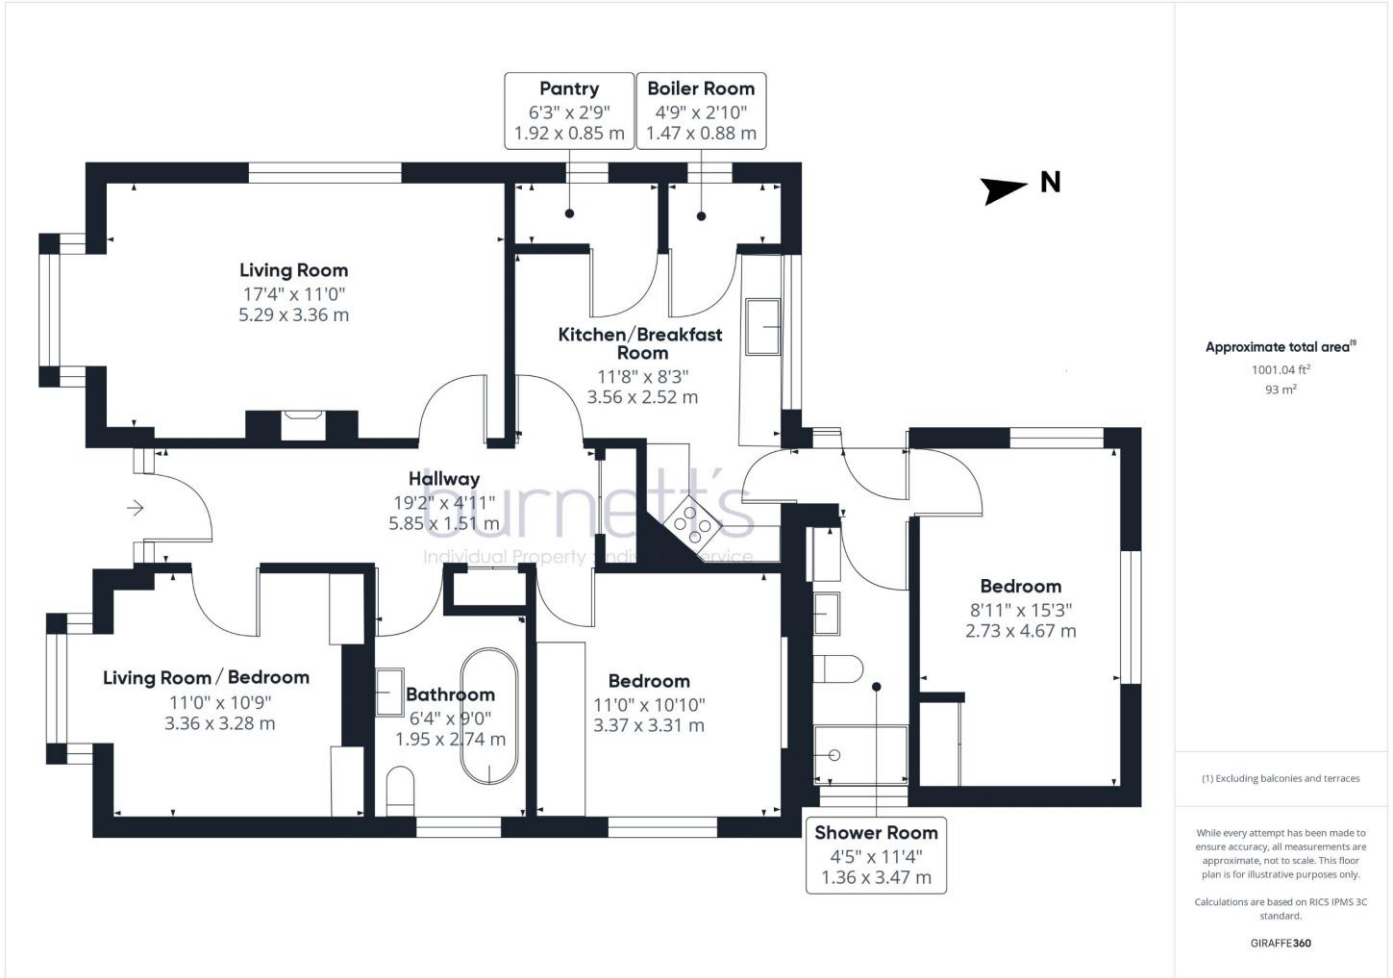 Pantry
6'3" x 2'9"
1.92 x 0.85 m
Boiler Room
4'9" x 2'10"
1.47 x 0.88 m
N
Living Room
17'4" x 11'0"
5.29 x 3.36 m
Kitchen/Breakfast
Room
11'8" x 8'3"
3.56 x 2.52 m
Hallway
19'2" x 4'11"
5.85 x 1.51 m
burnett's
Individual Property Individual Service
Living Room / Bedroom
11'0" x 10'9"
3.36 x 3.28 m
Bathroom
6'4" x 9'0"
1.95 x 2.74 m
Bedroom
11'0" x 10'10"
3.37 x 3.31 m
Bedroom
8'11" x 15'3"
2.73 x 4.67 m
Shower Room
4'5" x 11'4"
1.36 x 3.47 m
Approximate total area⁽¹⁾
1001.04 ft²
93 m²
(1) Excluding balconies and terraces
While every attempt has been made to
ensure accuracy, all measurements are
approximate, not to scale. This floor
plan is for illustrative purposes only.
Calculations are based on RICS IPMS 3C
standard.
GIRAFFE360